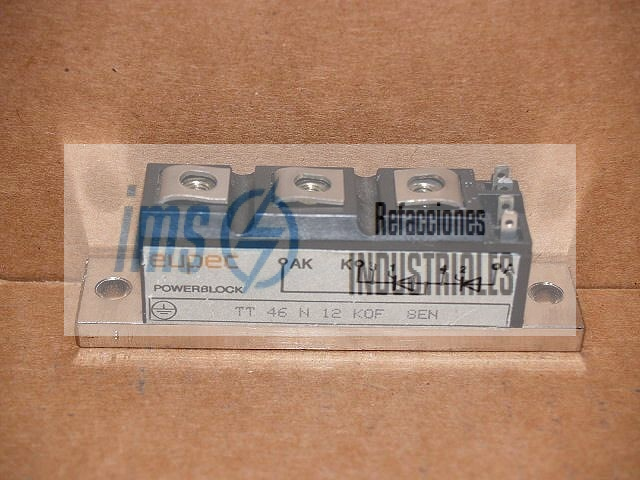 ims
Refacciones
INDUSTRIALES
eupec
AK K
POWERBLOCK
TT 46 N 12 KOF 8EN